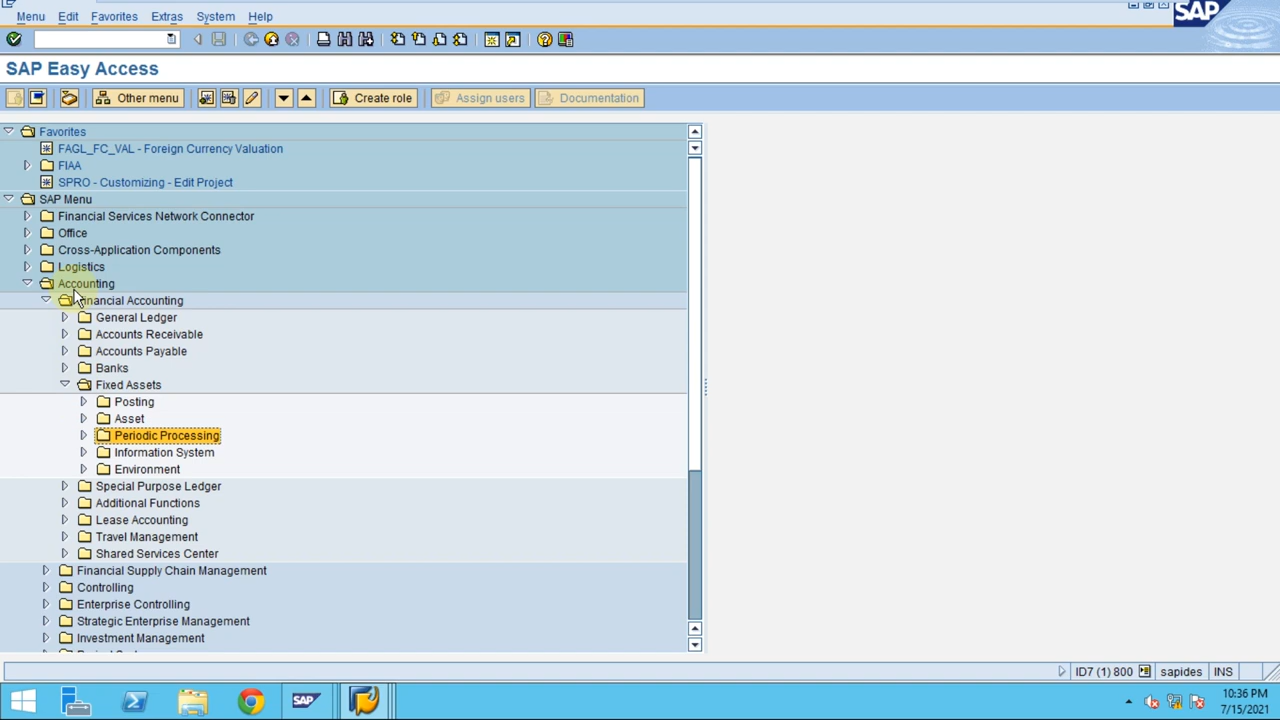 Menu Edit Favorites Extras System Help
SAP
SAP Easy Access
Other menu Create role Assign users Documentation
Favorites
FAGL_FC_VAL - Foreign Currency Valuation
FIAA
SPRO - Customizing - Edit Project
SAP Menu
Financial Services Network Connector
Office
Cross-Application Components
Logistics
Accounting
Financial Accounting
General Ledger
Accounts Receivable
Accounts Payable
Banks
Fixed Assets
Posting
Asset
Periodic Processing
Information System
Environment
Special Purpose Ledger
Additional Functions
Lease Accounting
Travel Management
Shared Services Center
Financial Supply Chain Management
Controlling
Enterprise Controlling
Strategic Enterprise Management
Investment Management
ID7 (1) 800 sapides INS
SAP
10:36 PM
7/15/2021